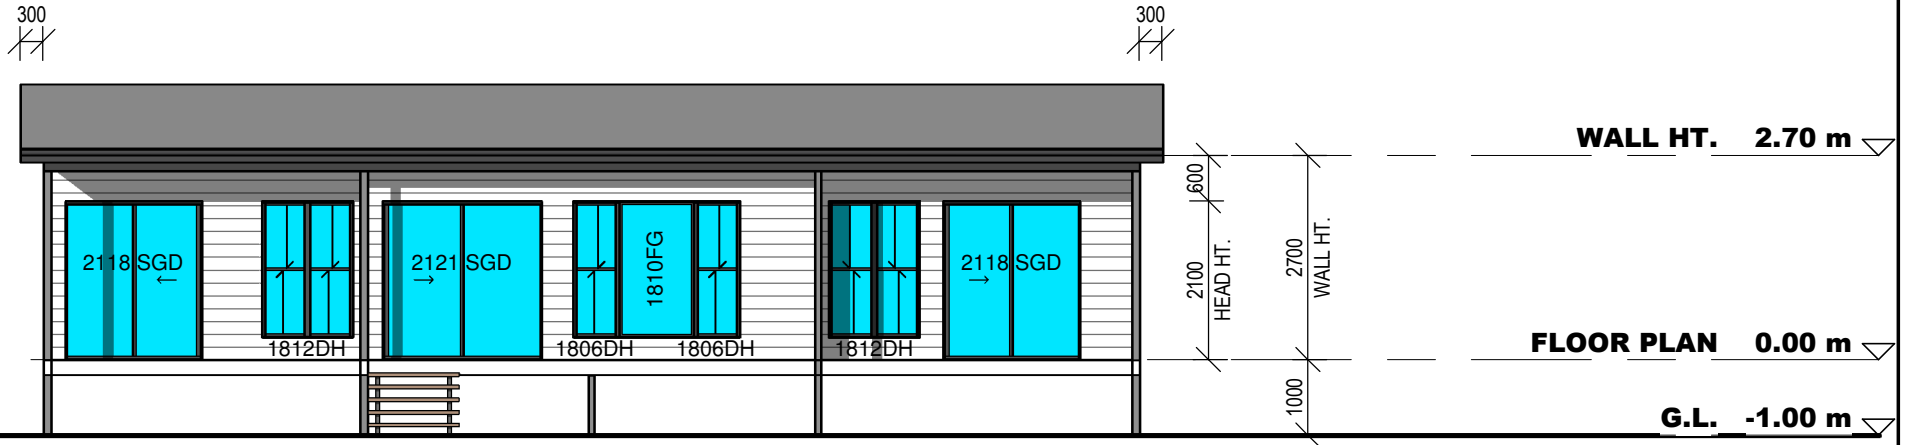 300
300
WALL HT. 2.70 m
600
2118 SGD
2121 SGD
1810FG
2118 SGD
2100
HEAD HT.
2700
WALL HT.
1812DH
1806DH
1806DH
1812DH
FLOOR PLAN 0.00 m
1000
G.L. -1.00 m